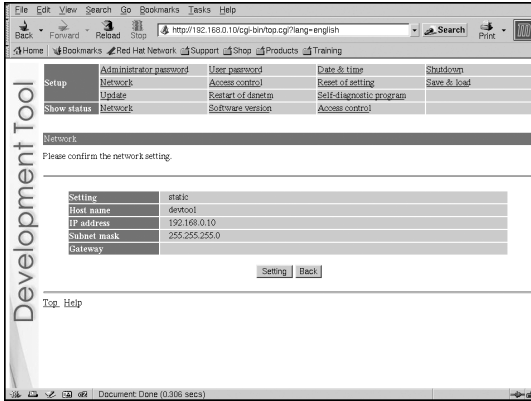 File Edit View Search Go Bookmarks Tasks Help
Back Forward Reload Stop http://192.168.0.10/cgi-bin/top.cgi?lang=english Search Print
Home Bookmarks Red Hat Network Support Shop Products Training
Development Tool
Setup Administrator password User password Date & time Shutdown
Network Access control Reset of setting Save & load
Update Restart of dsnetm Self-diagnostic program
Show status Network Software version Access control
Network
Please confirm the network setting.
Setting static
Host name devtool
IP address 192.168.0.10
Subnet mask 255.255.255.0
Gateway
Setting Back
Top Help
Document: Done (0.306 secs)